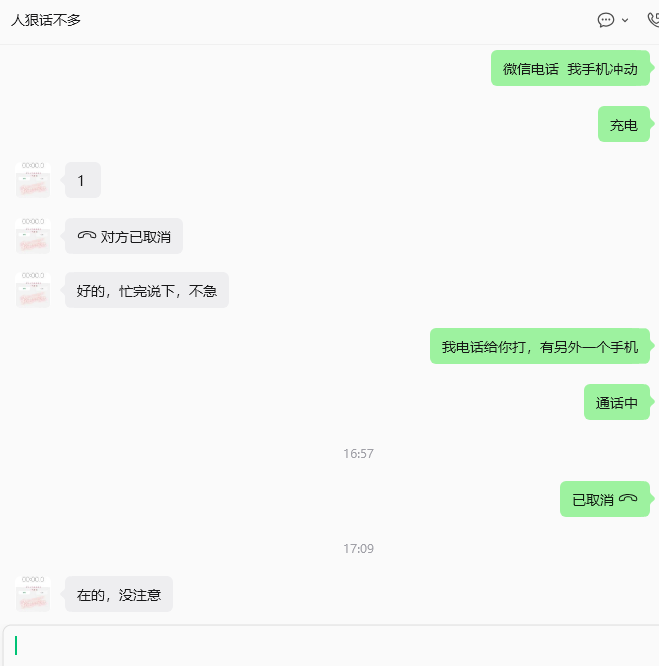 人狠话不多
微信电话 我手机冲动
充电
1
对方已取消
好的，忙完说下，不急
我电话给你打，有另外一个手机
通话中
16:57
已取消
17:09
在的，没注意